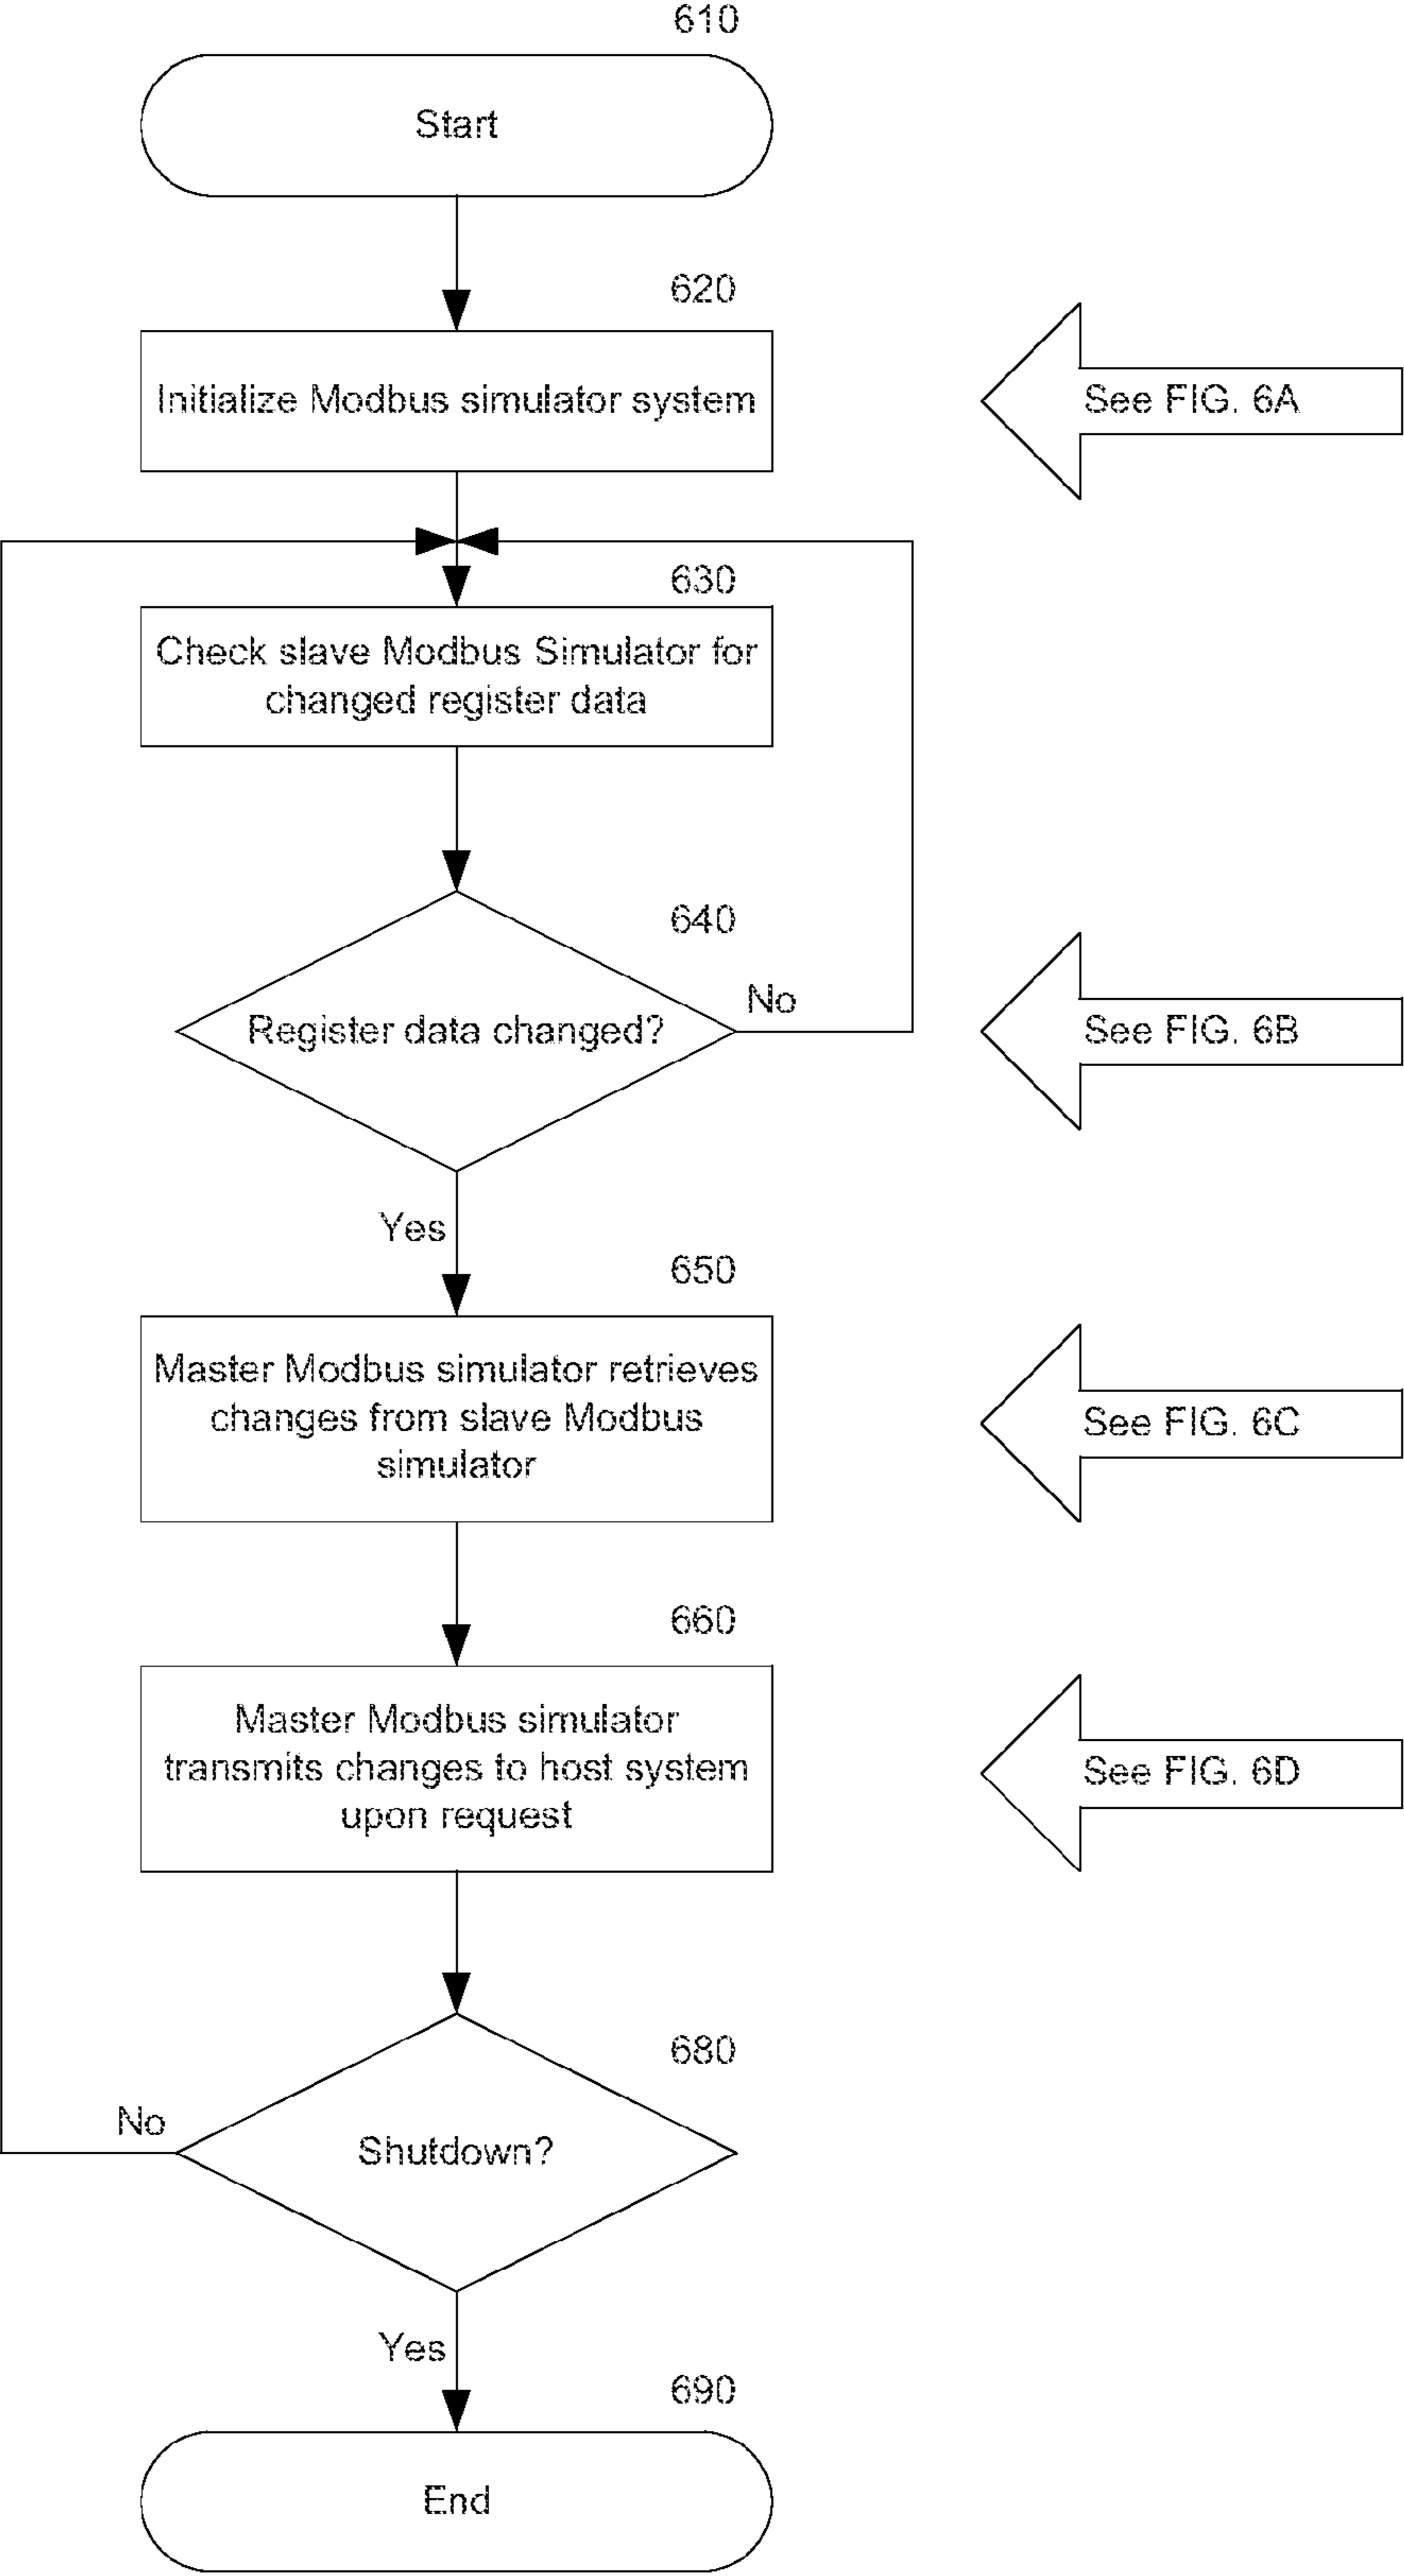 610
Start
620
Initialize Modbus simulator system
See FIG. 6A
630
Check slave Modbus Simulator for
changed register data
640
No
Register data changed?
See FIG. 6B
Yes
650
Master Modbus simulator retrieves
changes from slave Modbus
simulator
See FIG. 6C
660
Master Modbus simulator
transmits changes to host system
upon request
See FIG. 6D
680
No
Shutdown?
Yes
690
End